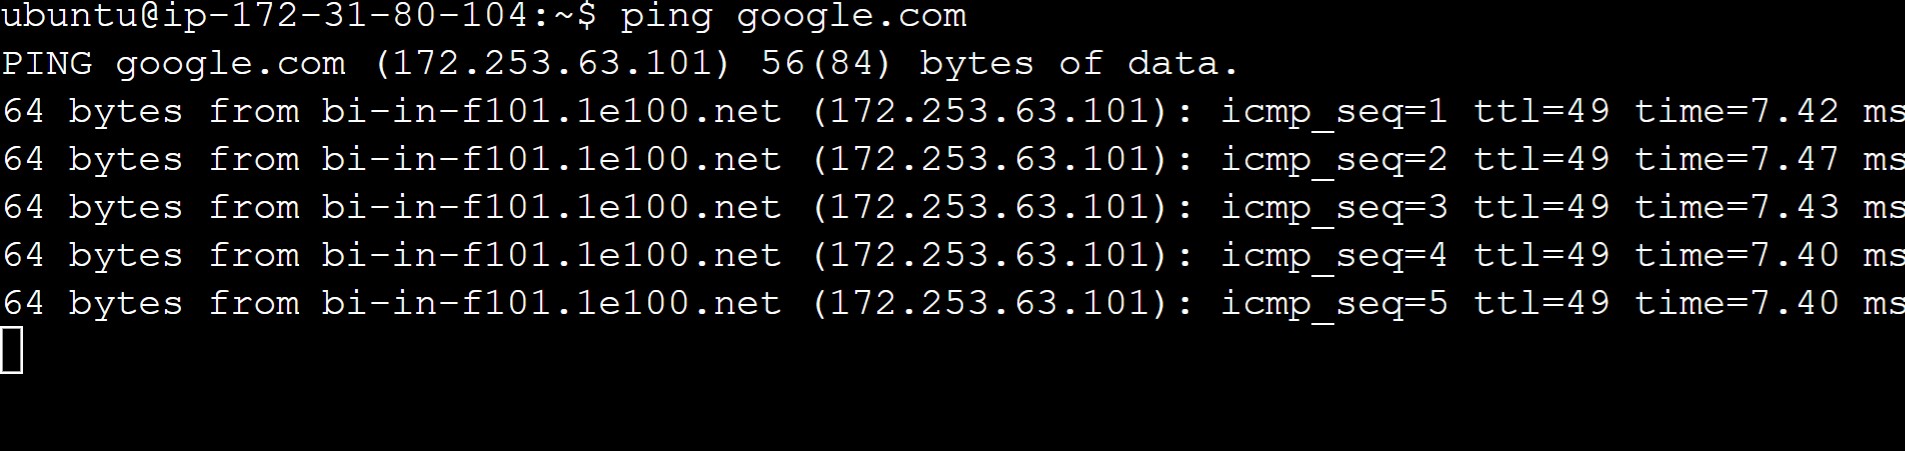 ubuntu@ip-172-31-80-104:~$ ping google.com
PING google.com (172.253.63.101) 56(84) bytes of data.
64 bytes from bi-in-f101.1e100.net (172.253.63.101): icmp_seq=1 ttl=49 time=7.42 ms
64 bytes from bi-in-f101.1e100.net (172.253.63.101): icmp_seq=2 ttl=49 time=7.47 ms
64 bytes from bi-in-f101.1e100.net (172.253.63.101): icmp_seq=3 ttl=49 time=7.43 ms
64 bytes from bi-in-f101.1e100.net (172.253.63.101): icmp_seq=4 ttl=49 time=7.40 ms
64 bytes from bi-in-f101.1e100.net (172.253.63.101): icmp_seq=5 ttl=49 time=7.40 ms